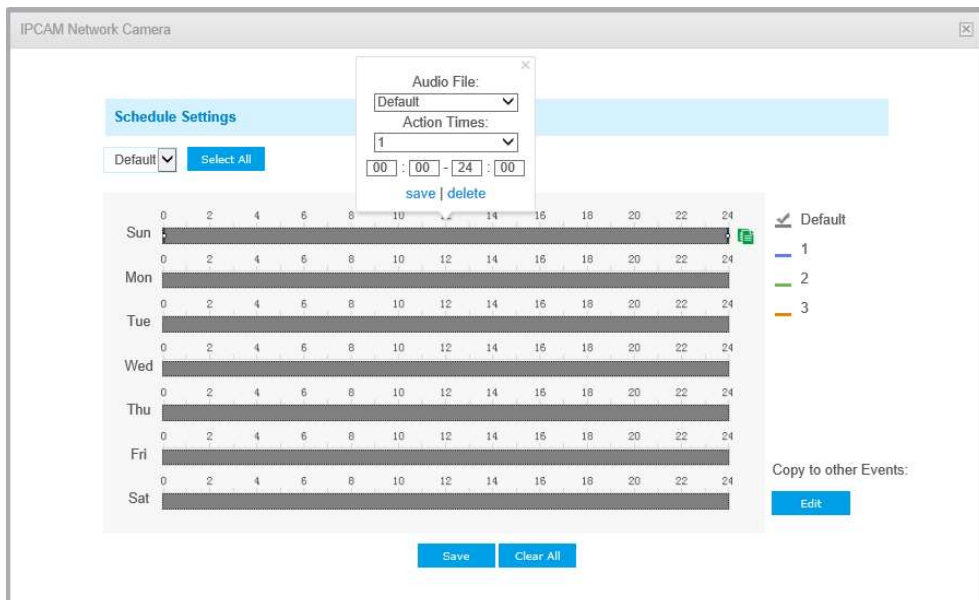 IPCAM Network Camera
Audio File:
Default
Action Times:
1
00 : 00 - 24 : 00
save | delete
Schedule Settings
Default Select All
0 2 4 6 8 10 14 16 18 20 22 24
Sun
0 2 4 6 8 10 12 14 16 18 20 22 24
Mon
0 2 4 6 8 10 12 14 16 18 20 22 24
Tue
0 2 4 6 8 10 12 14 16 18 20 22 24
Wed
0 2 4 6 8 10 12 14 16 18 20 22 24
Thu
0 2 4 6 8 10 12 14 16 18 20 22 24
Fri
0 2 4 6 8 10 12 14 16 18 20 22 24
Sat
Default
1
2
3
Copy to other Events:
Edit
Save Clear All